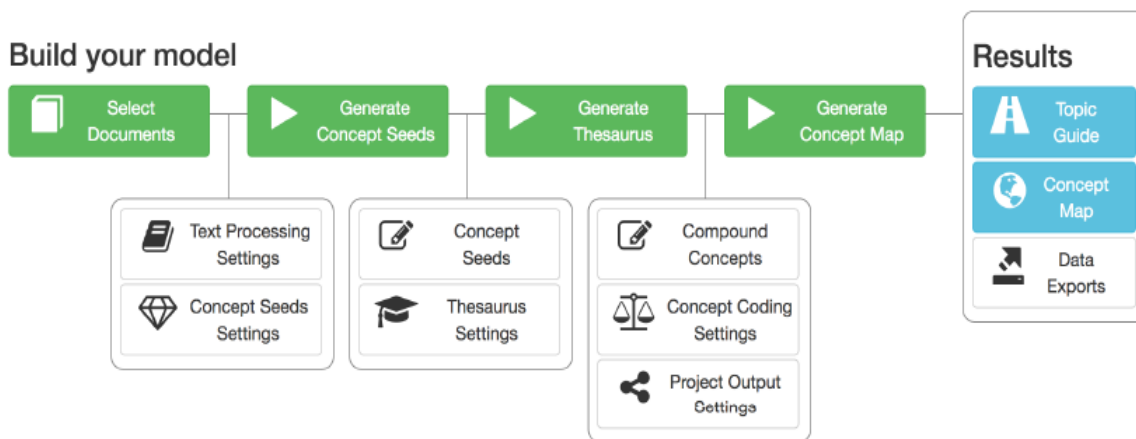 Build your model
Select
Documents
Generate
Concept Seeds
Generate
Thesaurus
Generate
Concept Map
Results
Topic
Guide
Concept
Map
Data
Exports
Text Processing
Settings
Concept Seeds
Settings
Concept
Seeds
Thesaurus
Settings
Compound
Concepts
Concept Coding
Settings
Project Output
Settings